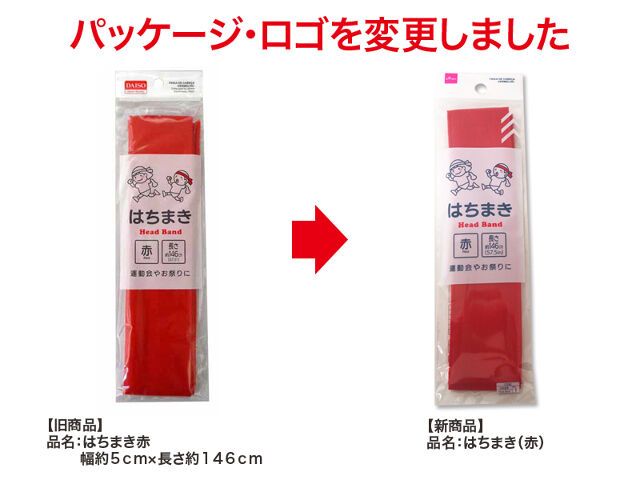 パッケージ・ロゴを変更しました
DAISO
はちまき
Head Band
赤
Red
長さ
約146cm
運動会やお祭りに
はちまき
Head Band
赤
Red
長さ
約146cm
(57.5in)
運動会やお祭りに
【旧商品】
品名：はちまき赤
幅約5cm×長さ約146cm
【新商品】
品名：はちまき（赤）